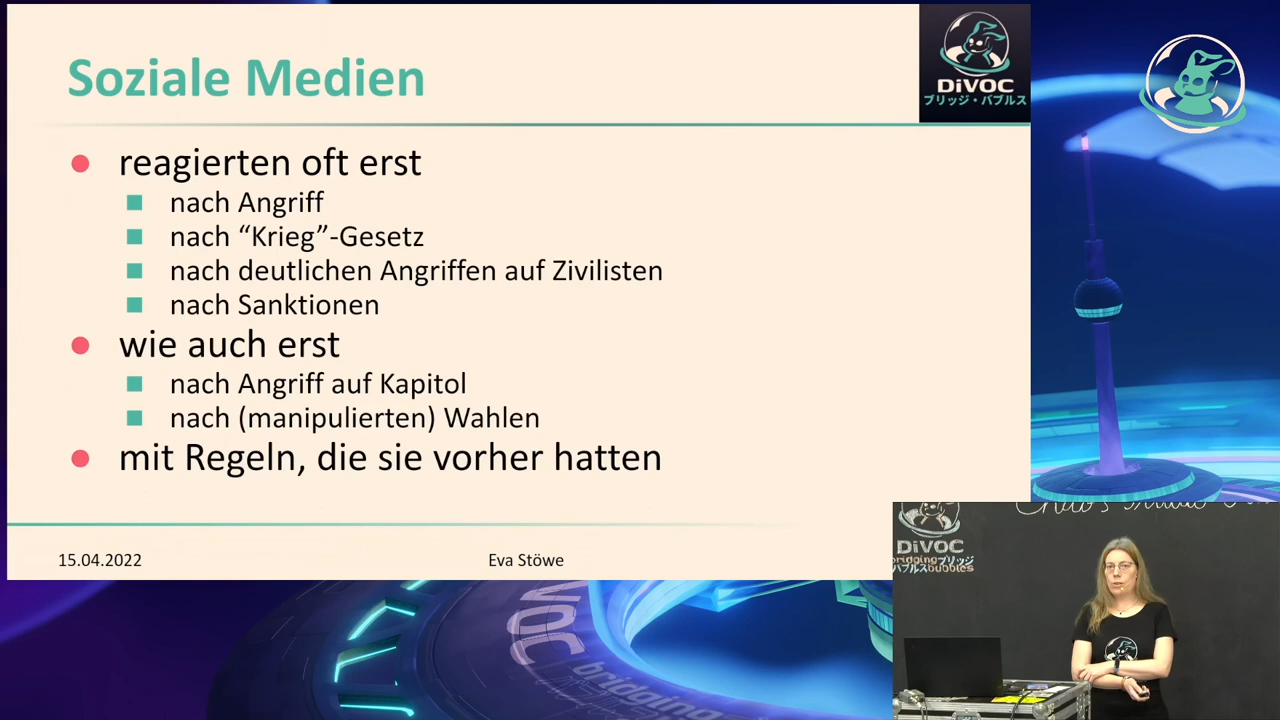 Soziale Medien
DiVOC
ブリッジ・バブルス
reagierten oft erst
nach Angriff
nach “Krieg”-Gesetz
nach deutlichen Angriffen auf Zivilisten
nach Sanktionen
wie auch erst
nach Angriff auf Kapitol
nach (manipulierten) Wahlen
mit Regeln, die sie vorher hatten
15.04.2022
Eva Stöwe
DiVOC
bridgingブリッジ
バブルスbubbles
VOC
bridging